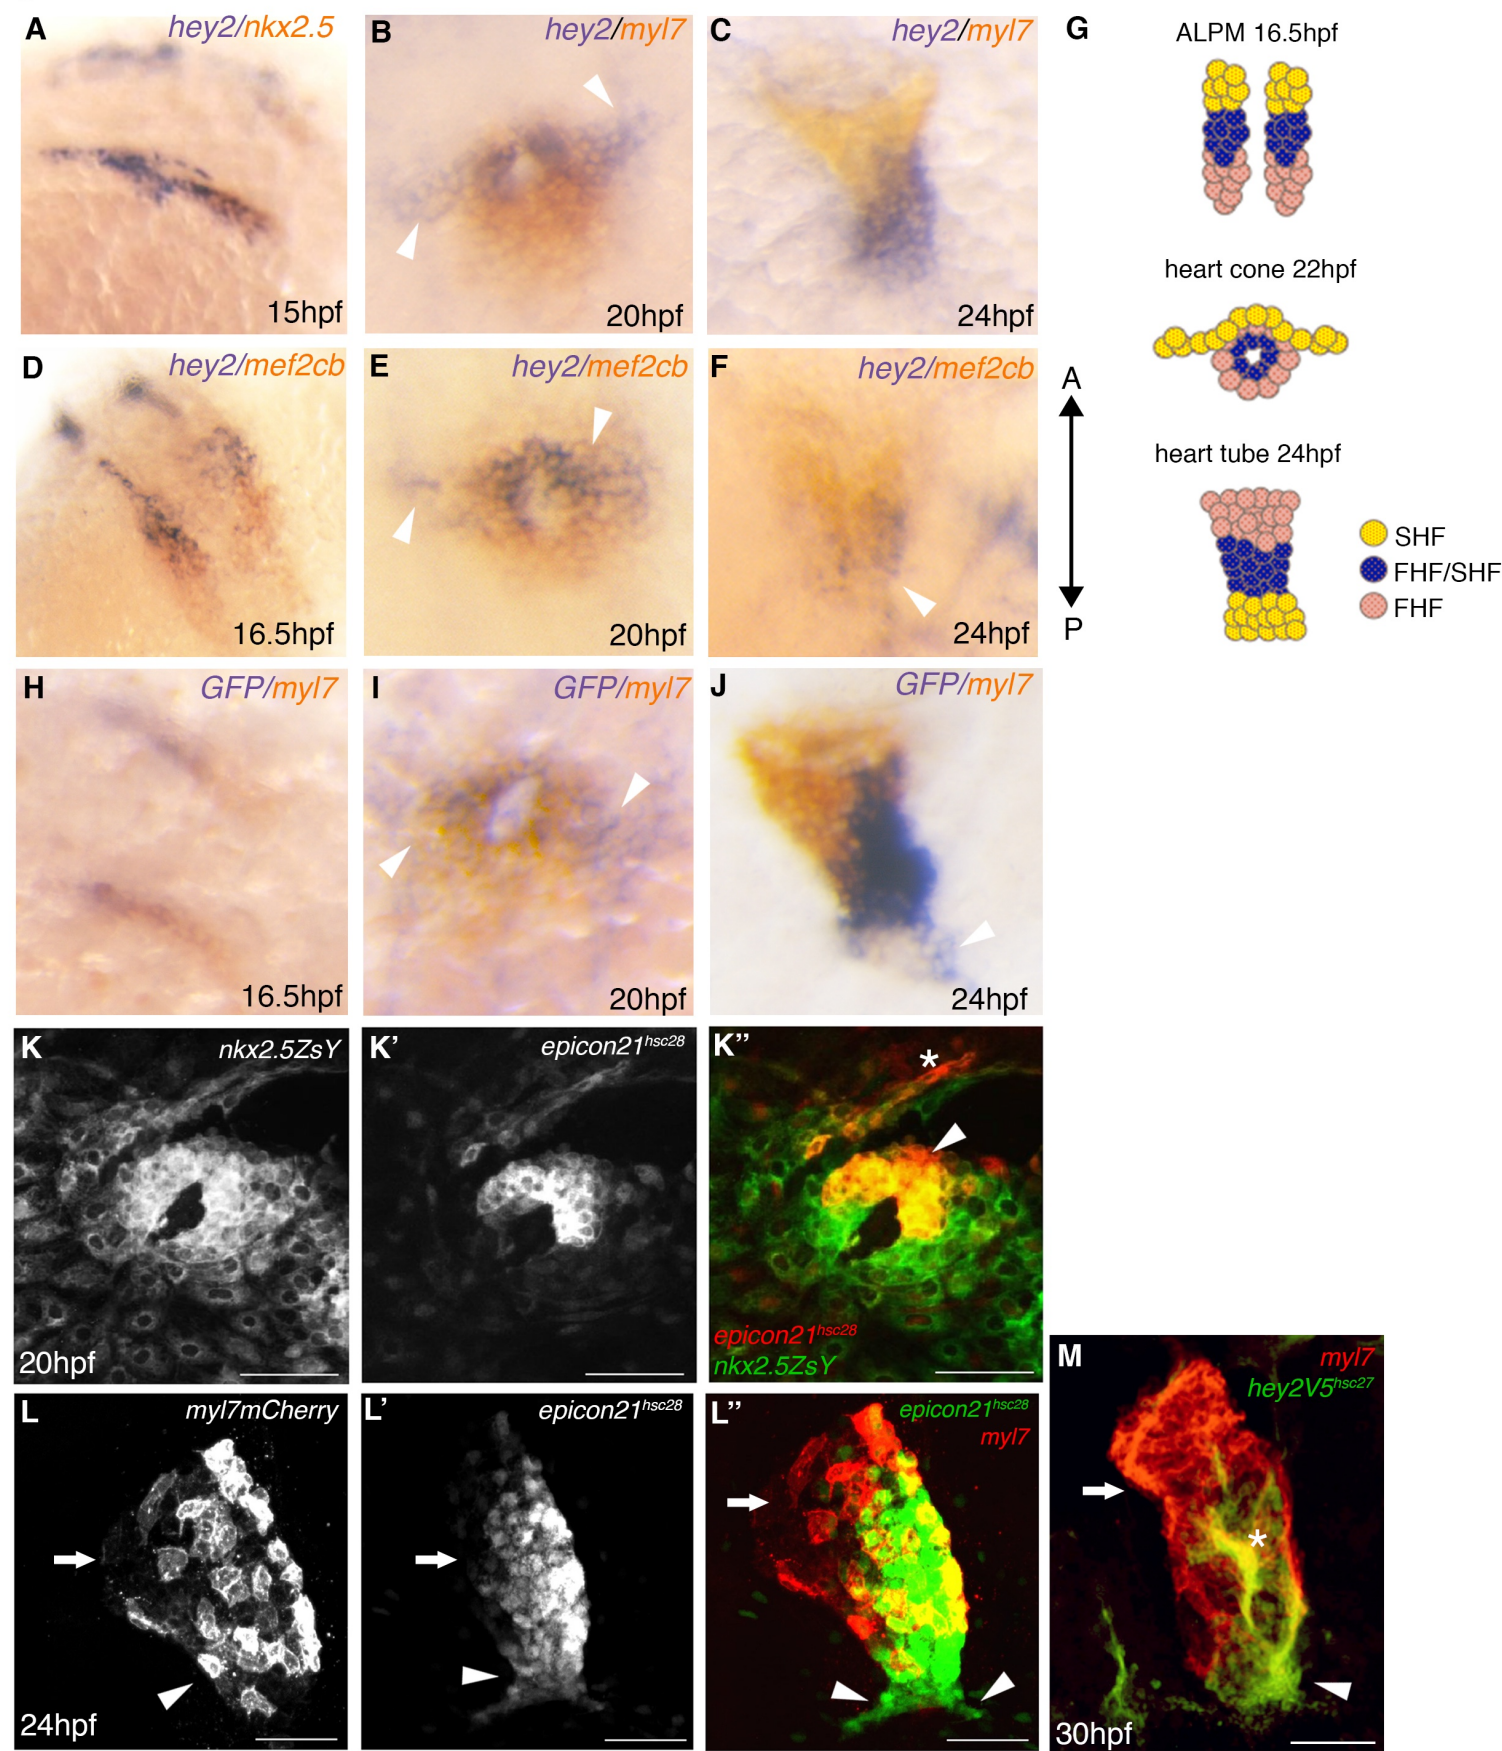 A
hey2/nkx2.5
15hpf
B
hey2/myl7
20hpf
C
hey2/myl7
24hpf
G
ALPM 16.5hpf
heart cone 22hpf
A
heart tube 24hpf
P
SHF
FHF/SHF
FHF
D
hey2/mef2cb
16.5hpf
E
hey2/mef2cb
20hpf
F
hey2/mef2cb
24hpf
H
GFP/myl7
16.5hpf
I
GFP/myl7
20hpf
J
GFP/myl7
24hpf
K
nkx2.5ZsY
20hpf
K’
epicon21hsc28
K”
*
epicon21hsc28
nkx2.5ZsY
L
myl7mCherry
24hpf
L’
epicon21hsc28
L”
epicon21hsc28
myl7
M
myl7
hey2V5hsc27
*
30hpf